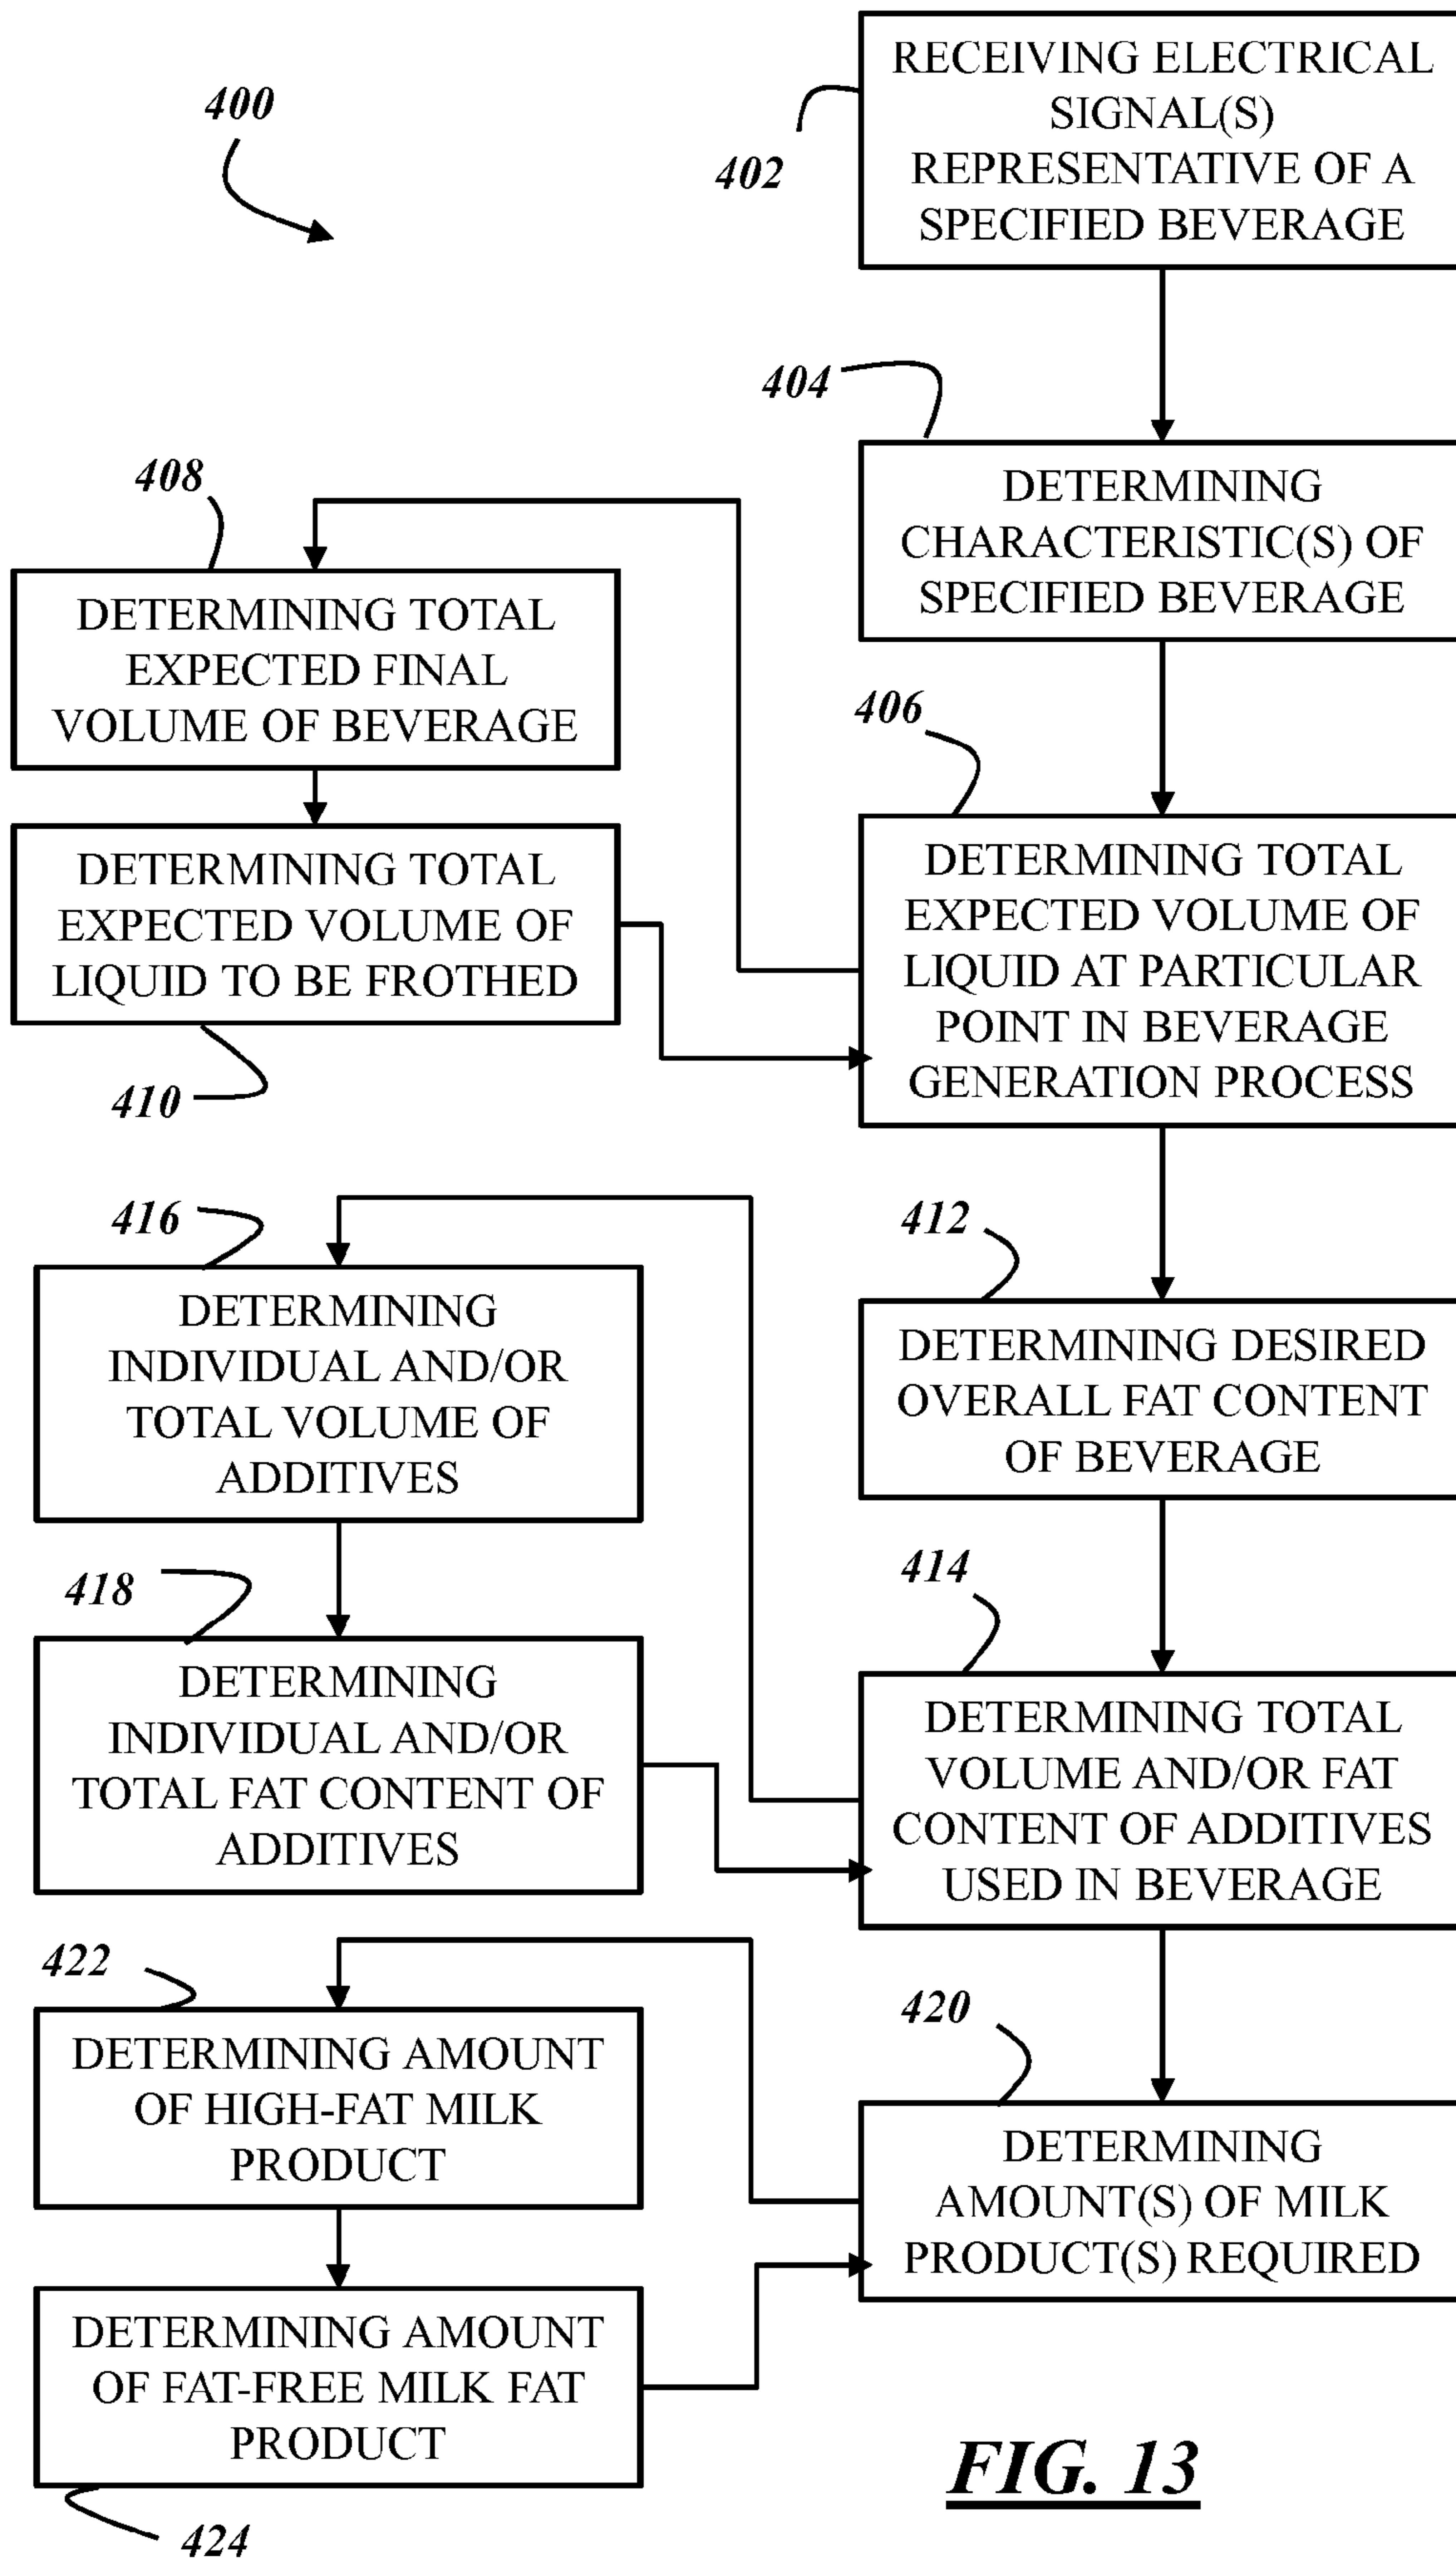 400
402
RECEIVING ELECTRICAL
SIGNAL(S)
REPRESENTATIVE OF A
SPECIFIED BEVERAGE
404
DETERMINING
CHARACTERISTIC(S) OF
SPECIFIED BEVERAGE
406
DETERMINING TOTAL
EXPECTED VOLUME OF
LIQUID AT PARTICULAR
POINT IN BEVERAGE
GENERATION PROCESS
408
DETERMINING TOTAL
EXPECTED FINAL
VOLUME OF BEVERAGE
DETERMINING TOTAL
EXPECTED VOLUME OF
LIQUID TO BE FROTHED
410
412
DETERMINING DESIRED
OVERALL FAT CONTENT
OF BEVERAGE
414
DETERMINING TOTAL
VOLUME AND/OR FAT
CONTENT OF ADDITIVES
USED IN BEVERAGE
416
DETERMINING
INDIVIDUAL AND/OR
TOTAL VOLUME OF
ADDITIVES
418
DETERMINING
INDIVIDUAL AND/OR
TOTAL FAT CONTENT OF
ADDITIVES
420
DETERMINING
AMOUNT(S) OF MILK
PRODUCT(S) REQUIRED
422
DETERMINING AMOUNT
OF HIGH-FAT MILK
PRODUCT
DETERMINING AMOUNT
OF FAT-FREE MILK FAT
PRODUCT
424
FIG. 13